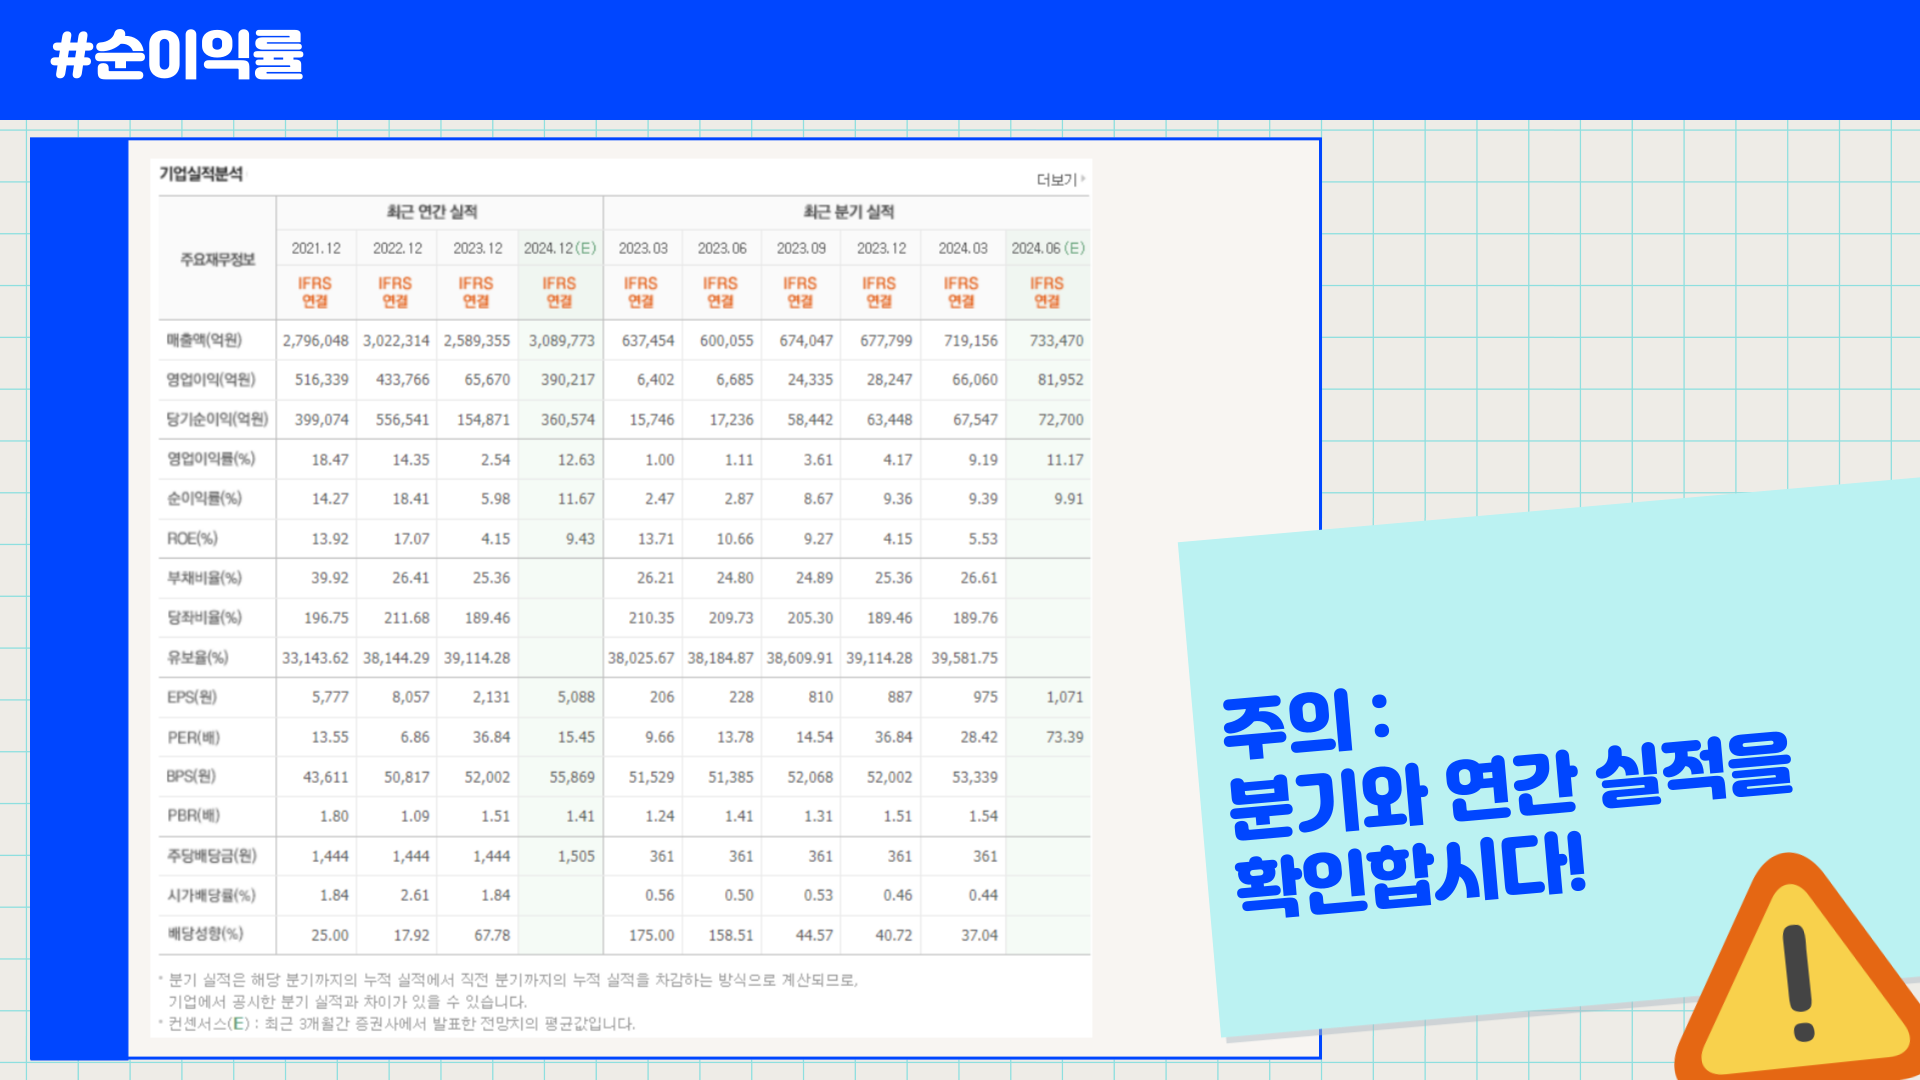 #순이익률
기업실적분석
더보기
주요재무정보 최근 연간 실적 최근 분기 실적
2021.12 2022.12 2023.12 2024.12(E) 2023.03 2023.06 2023.09 2023.12 2024.03 2024.06(E)
IFRS IFRS IFRS IFRS IFRS IFRS IFRS IFRS IFRS IFRS
연결 연결 연결 연결 연결 연결 연결 연결 연결 연결
매출액(억원) 2,796,048 3,022,314 2,589,355 3,089,773 637,454 600,055 674,047 677,799 719,156 733,470
영업이익(억원) 516,339 433,766 65,670 390,217 6,402 6,685 24,335 28,247 66,060 81,952
당기순이익(억원) 399,074 556,541 154,871 360,574 15,746 17,236 58,442 63,448 67,547 72,700
영업이익률(%) 18.47 14.35 2.54 12.63 1.00 1.11 3.61 4.17 9.19 11.17
순이익률(%) 14.27 18.41 5.98 11.67 2.47 2.87 8.67 9.36 9.39 9.91
ROE(%) 13.92 17.07 4.15 9.43 13.71 10.66 9.27 4.15 5.53
부채비율(%) 39.92 26.41 25.36 26.21 24.80 24.89 25.36 26.61
당좌비율(%) 196.75 211.68 189.46 210.35 209.73 205.30 189.46 189.76
유보율(%) 33,143.62 38,144.29 39,114.28 38,025.67 38,184.87 38,609.91 39,114.28 39,581.75
EPS(원) 5,777 8,057 2,131 5,088 206 228 810 887 975 1,071
PER(배) 13.55 6.86 36.84 15.45 9.66 13.78 14.54 36.84 28.42 73.39
BPS(원) 43,611 50,817 52,002 55,869 51,529 51,385 52,068 52,002 53,339
PBR(배) 1.80 1.09 1.51 1.41 1.24 1.41 1.31 1.51 1.54
주당배당금(원) 1,444 1,444 1,444 1,505 361 361 361 361 361
시가배당률(%) 1.84 2.61 1.84 0.56 0.50 0.53 0.46 0.44
배당성향(%) 25.00 17.92 67.78 175.00 158.51 44.57 40.72 37.04
* 분기 실적은 해당 분기까지의 누적 실적에서 직전 분기까지의 누적 실적을 차감하는 방식으로 계산되므로,
기업에서 공시한 분기 실적과 차이가 있을 수 있습니다.
* 컨센서스(E) : 최근 3개월간 증권사에서 발표한 전망치의 평균값입니다.
주의 :
분기와 연간 실적을
확인합시다!